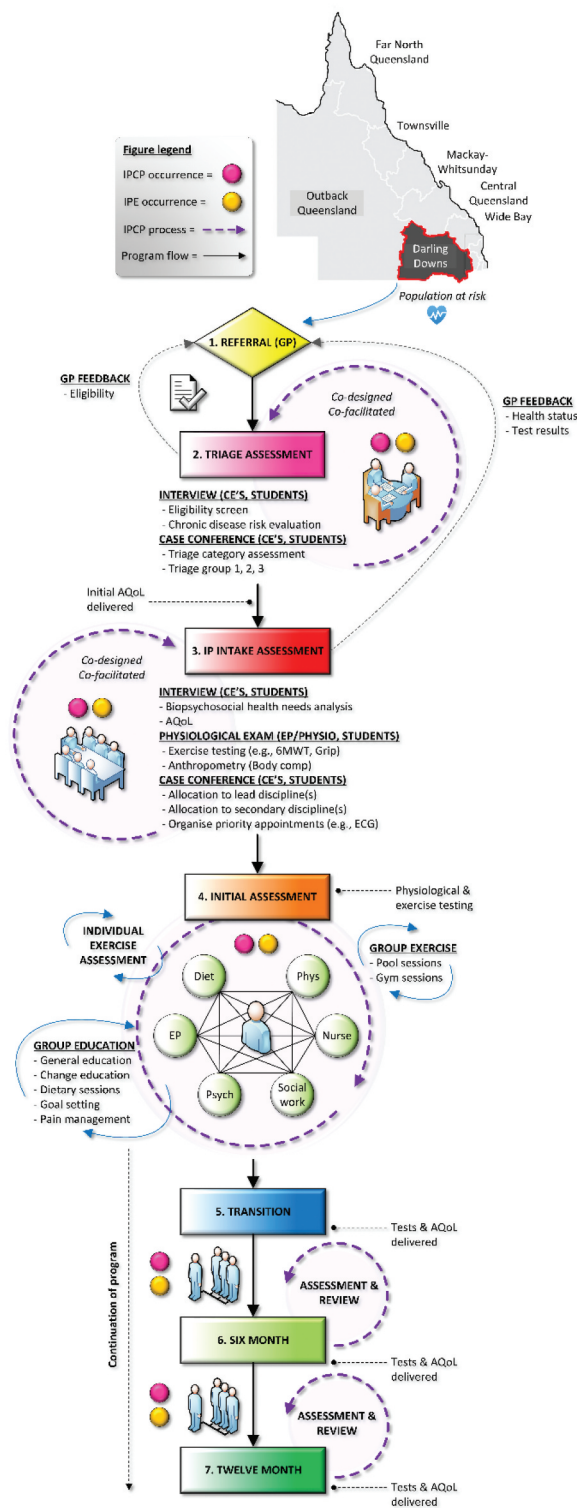 Far North
Queensland
Townsville
Mackay-
Whitsunday
Central
Queensland
Wide Bay
Outback
Queensland
Darling
Downs
Population at risk
Figure legend
IPCP occurrence =
IPE occurrence =
IPCP process =
Program flow =
1. REFERRAL (GP)
GP FEEDBACK
- Eligibility
Co-designed
Co-facilitated
GP FEEDBACK
- Health status
- Test results
2. TRIAGE ASSESSMENT
INTERVIEW (CE'S, STUDENTS)
- Eligibility screen
- Chronic disease risk evaluation
CASE CONFERENCE (CE'S, STUDENTS)
- Triage category assessment
- Triage group 1, 2, 3
Initial AQoL
delivered
3. IP INTAKE ASSESSMENT
Co-designed
Co-facilitated
INTERVIEW (CE'S, STUDENTS)
- Biopsychosocial health needs analysis
- AQoL
PHYSIOLOGICAL EXAM (EP/PHYSIO, STUDENTS)
- Exercise testing (e.g., 6MWT, Grip)
- Anthropometry (Body comp)
CASE CONFERENCE (CE'S, STUDENTS)
- Allocation to lead discipline(s)
- Allocation to secondary discipline(s)
- Organise priority appointments (e.g., ECG)
4. INITIAL ASSESSMENT
Physiological &
exercise testing
INDIVIDUAL
EXERCISE
ASSESSMENT
GROUP EXERCISE
- Pool sessions
- Gym sessions
Diet
Phys
EP
Nurse
Psych
Social
work
GROUP EDUCATION
- General education
- Change education
- Dietary sessions
- Goal setting
- Pain management
Continuation of program
5. TRANSITION
Tests & AQoL
delivered
ASSESSMENT &
REVIEW
6. SIX MONTH
Tests & AQoL
delivered
ASSESSMENT &
REVIEW
7. TWELVE MONTH
Tests & AQoL
delivered